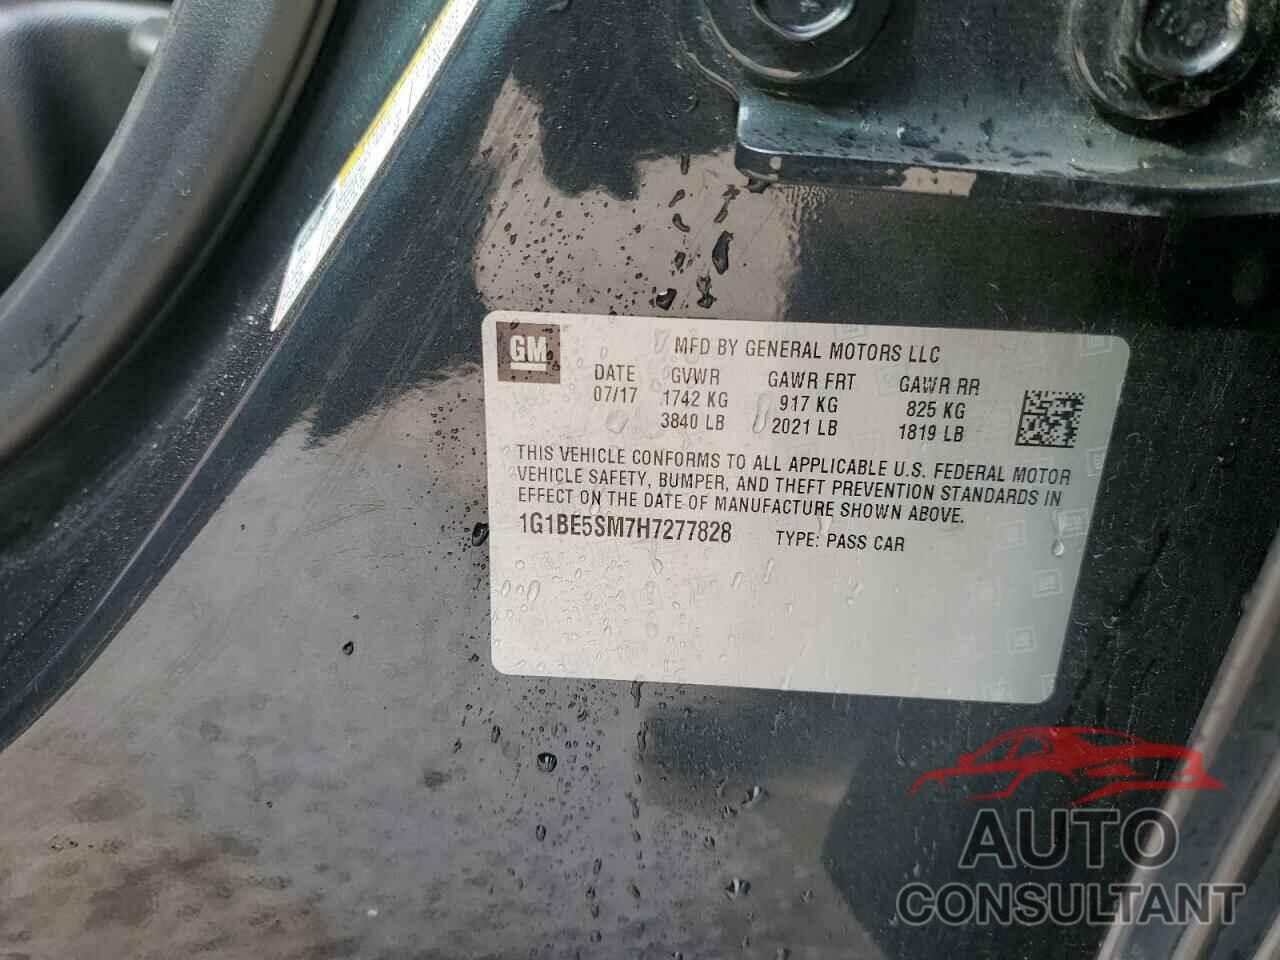 GM
MFD BY GENERAL MOTORS LLC
DATE GVWR GAWR FRT GAWR RR
07/17 1742 KG 917 KG 825 KG
3840 LB 2021 LB 1819 LB
THIS VEHICLE CONFORMS TO ALL APPLICABLE U.S. FEDERAL MOTOR
VEHICLE SAFETY, BUMPER, AND THEFT PREVENTION STANDARDS IN
EFFECT ON THE DATE OF MANUFACTURE SHOWN ABOVE.
1G1BE5SM7H7277828 TYPE: PASS CAR
AUTO
CONSULTANT